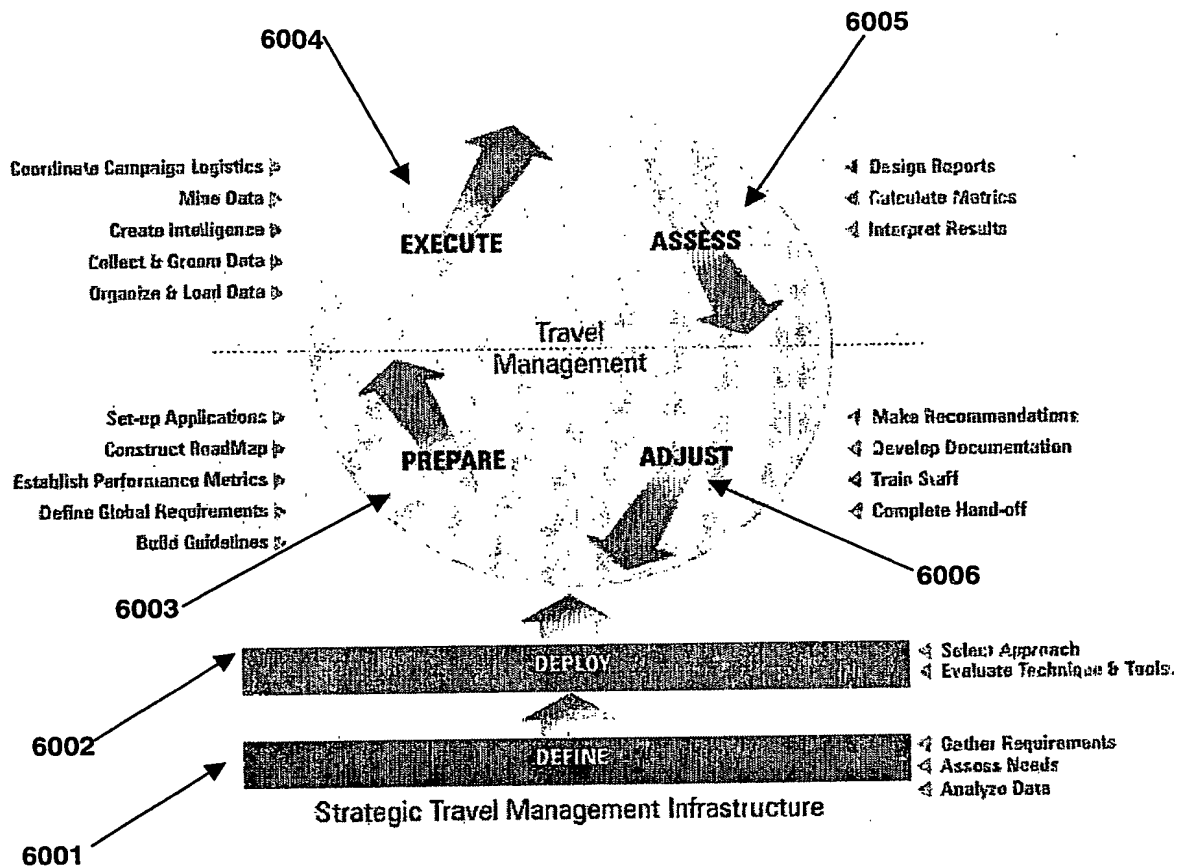 6004
6005
Coordinate Campaign Logistics
Mine Data
Create Intelligence
Collect & Groom Data
Organize & Load Data
EXECUTE
ASSESS
Design Reports
Calculate Metrics
Interpret Results
Travel
Management
Set-up Applications
Construct RoadMap
Establish Performance Metrics
Define Global Requirements
Build Guidelines
PREPARE
ADJUST
Make Recommandations
Develop Documentation
Train Staff
Complete Hand-off
6003
6006
DEPLOY
Select Approach
Evaluate Technique & Tools.
6002
DEFINE
Gather Requirements
Assess Needs
Analyze Data
Strategic Travel Management Infrastructure
6001